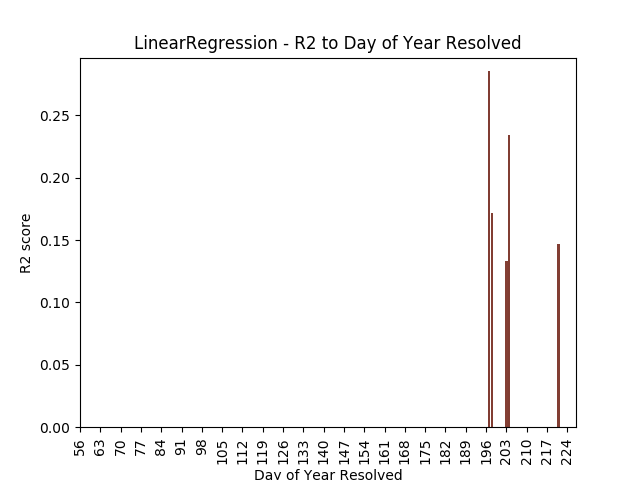 LinearRegression - R2 to Day of Year Resolved
R2 score
0.25
0.20
0.15
0.10
0.05
0.00
56 63 70 77 84 91 98 105 112 119 126 133 140 147 154 161 168 175 182 189 196 203 210 217 224
Day of Year Resolved